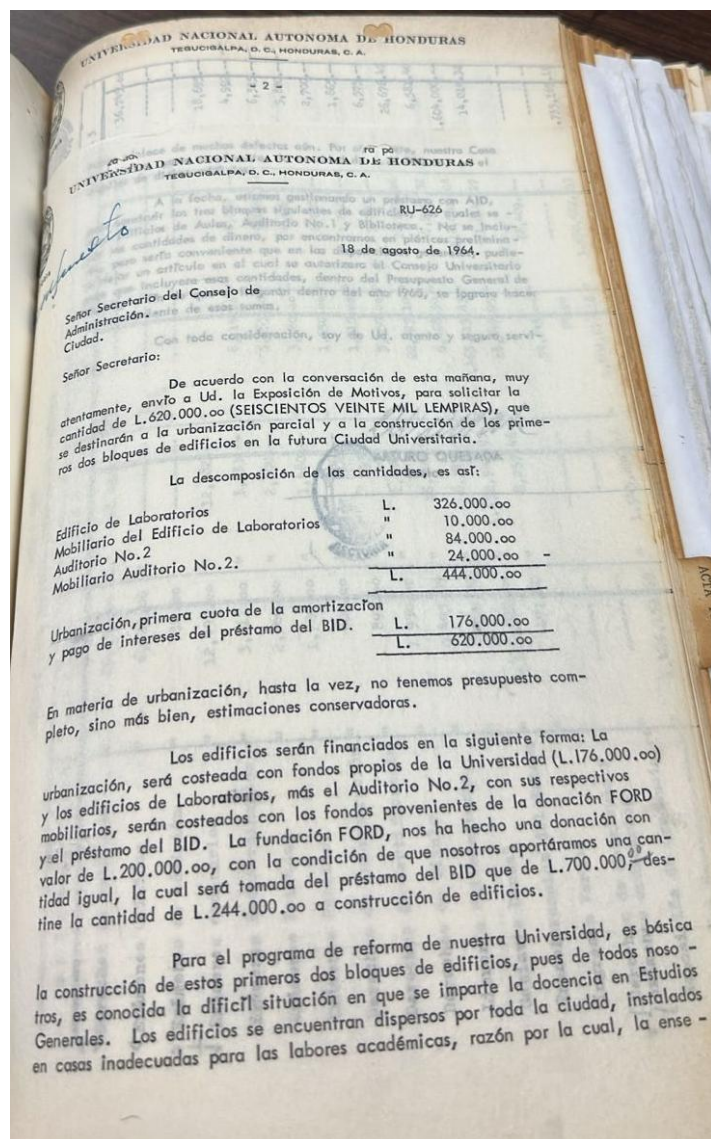 UNIVERSIDAD NACIONAL AUTONOMA DE HONDURAS
TEGUCIGALPA, D. C., HONDURAS, C. A.
- 2 -
UNIVERSIDAD NACIONAL AUTONOMA DE HONDURAS
TEGUCIGALPA, D. C., HONDURAS, C. A.
RU-626
18 de agosto de 1964.
Señor Secretario del Consejo de
Administración.
Ciudad.
Señor Secretario:
De acuerdo con la conversación de esta mañana, muy
atentamente, envío a Ud. la Exposición de Motivos, para solicitar la
cantidad de L.620.000.oo (SEISCIENTOS VEINTE MIL LEMPIRAS), que
se destinarán a la urbanización parcial y a la construcción de los prime-
ros dos bloques de edificios en la futura Ciudad Universitaria.
La descomposición de las cantidades, es así:
Edificio de Laboratorios L. 326.000.oo
Mobiliario del Edificio de Laboratorios " 10.000.oo
Auditorio No.2 " 84.000.oo
Mobiliario Auditorio No.2. " 24.000.oo -
L. 444.000.oo
Urbanización, primera cuota de la amortización
y pago de intereses del préstamo del BID. L. 176.000.oo
L. 620.000.oo
En materia de urbanización, hasta la vez, no tenemos presupuesto com-
pleto, sino más bien, estimaciones conservadoras.
Los edificios serán financiados en la siguiente forma: La
urbanización, será costeada con fondos propios de la Universidad (L.176.000.oo)
y los edificios de Laboratorios, más el Auditorio No.2, con sus respectivos
mobiliarios, serán costeados con los fondos provenientes de la donación FORD
y el préstamo del BID. La fundación FORD, nos ha hecho una donación con
valor de L.200.000.oo, con la condición de que nosotros aportáramos una can-
tidad igual, la cual será tomada del préstamo del BID que de L.700.000,oo des-
tine la cantidad de L.244.000.oo a construcción de edificios.
Para el programa de reforma de nuestra Universidad, es básica
la construcción de estos primeros dos bloques de edificios, pues de todos noso -
tros, es conocida la difícil situación en que se imparte la docencia en Estudios
Generales. Los edificios se encuentran dispersos por toda la ciudad, instalados
en casas inadecuadas para las labores académicas, razón por la cual, la ense -